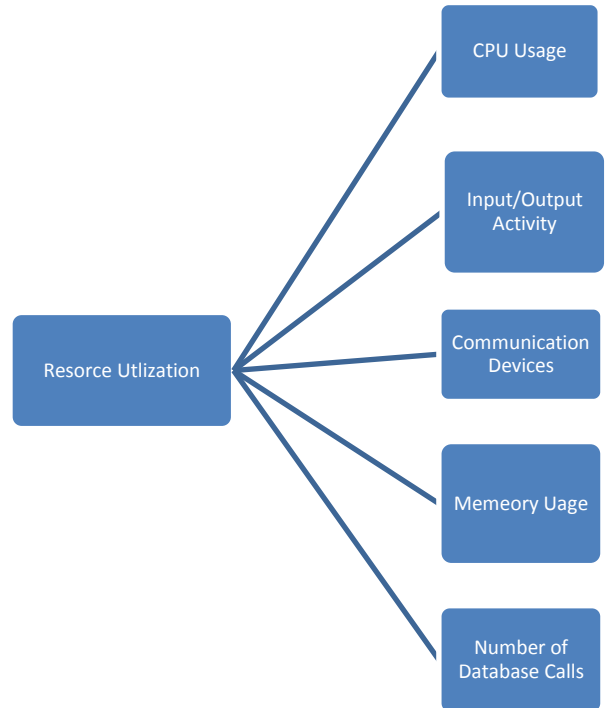 CPU Usage
Input/Output
Activity
Resorce Utlization
Communication
Devices
Memeory Uage
Number of
Database Calls